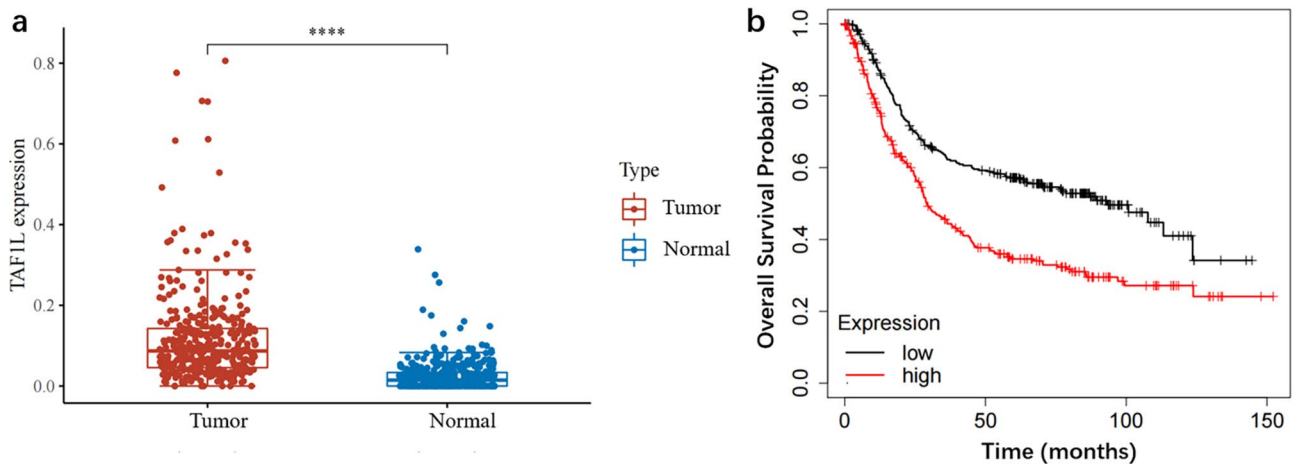 a
****
TAF1L expression
0.8
0.6
0.4
0.2
0.0
Tumor
Normal
Type
Tumor
Normal
b
Overall Survival Probability
1.0
0.8
0.6
0.4
0.2
0.0
Expression
low
high
0 50 100 150
Time (months)